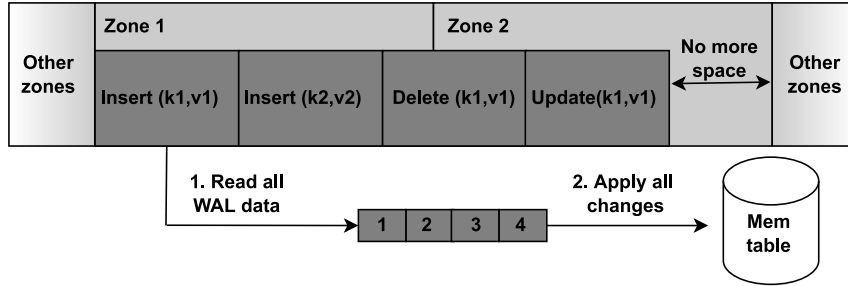 Other
zones
Zone 1
Zone 2
No more
space
Other
zones
Insert (k1,v1)
Insert (k2,v2)
Delete (k1,v1)
Update(k1,v1)
1. Read all
WAL data
1 2 3 4
2. Apply all
changes
Mem
table